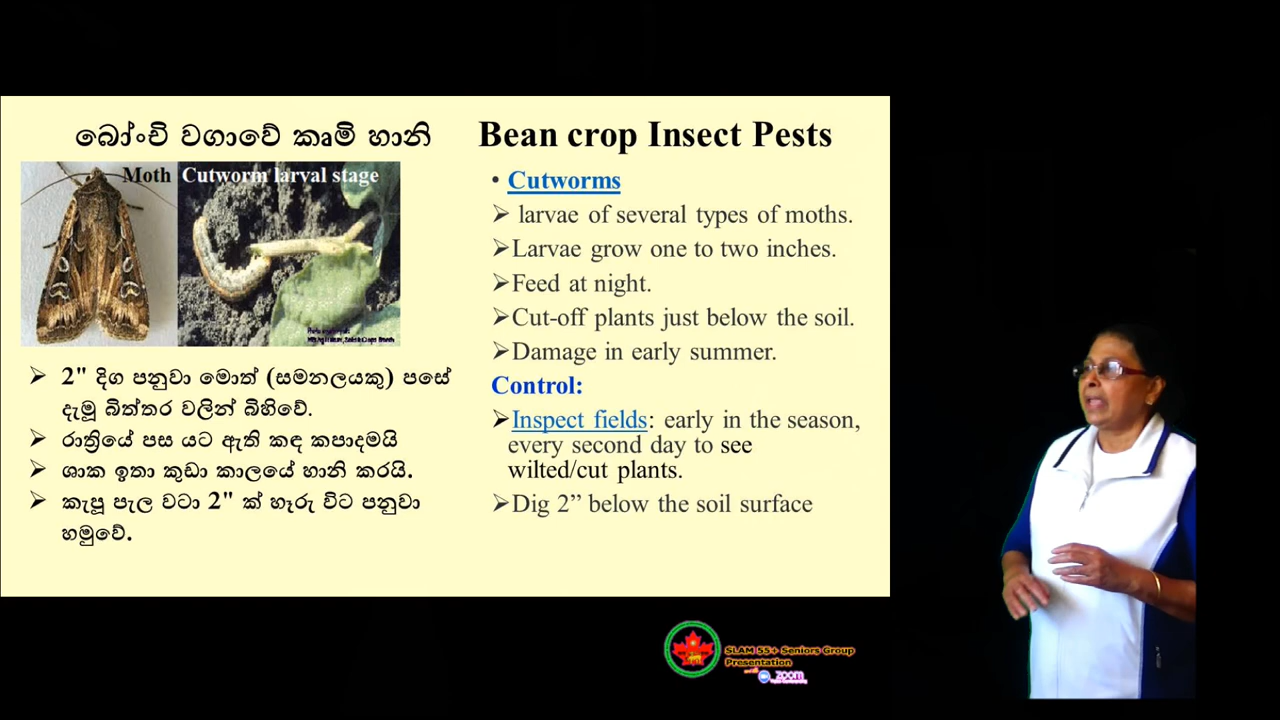 බෝංචි වගාවේ කෘමි හානි
Moth
Cutworm larval stage
2" දිග පනුවා මොත් (සමනලයකු) පසේ
දැමූ බිත්තර වලින් බිහිවේ.
රාත්‍රියේ පස යට ඇති කඳ කපාදමයි
ශාක ඉතා කුඩා කාලයේ හානි කරයි.
කැපූ පැල වටා 2" ක් හෑරු විට පනුවා
හමුවේ.
Bean crop Insect Pests
• Cutworms
➢ larvae of several types of moths.
➢Larvae grow one to two inches.
➢Feed at night.
➢Cut-off plants just below the soil.
➢Damage in early summer.
Control:
➢Inspect fields: early in the season,
every second day to see
wilted/cut plants.
➢Dig 2” below the soil surface
SLAM 55+ Seniors Group
Presentation
zoom